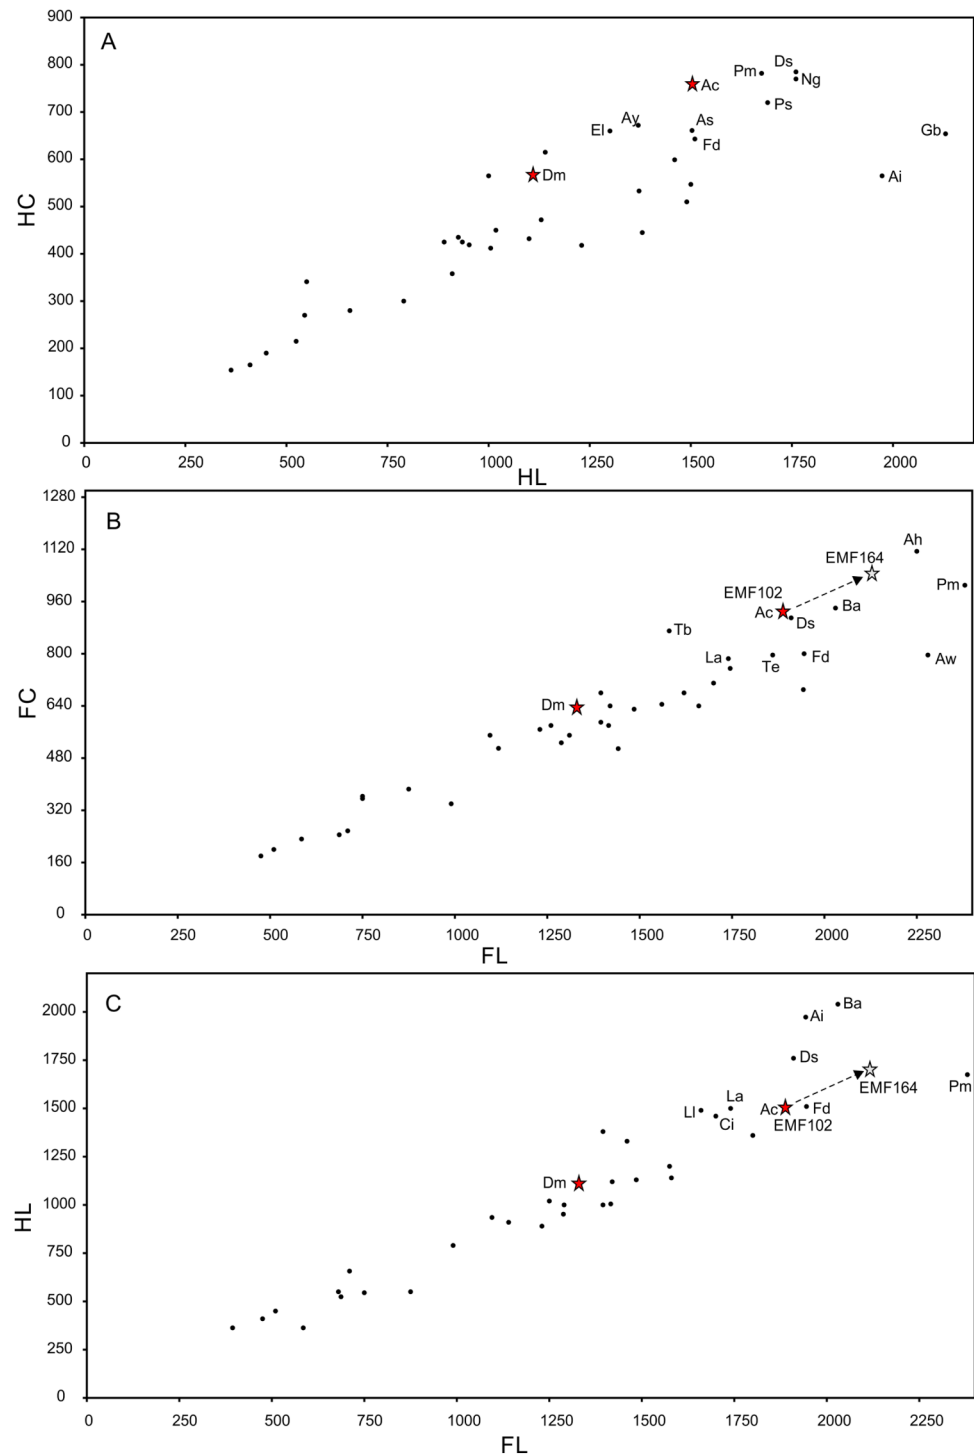 900
A
800
Ds
Pm
Ng
Ac
700
Ps
Ay
As
El
Gb
Fd
600
Dm
Ai
HC
500
400
300
200
100
0
0 250 500 750 1000 1250 1500 1750 2000
HL
1280
B
1120
Ah
EMF164
960
EMF102
Pm
Ac
Ds
Ba
Tb
800
La
Te
Fd
Aw
FC
640
Dm
480
320
160
0
0 250 500 750 1000 1250 1500 1750 2000 2250
FL
2000
C
Ba
Ai
1750
Ds
Pm
EMF164
1500
Ll
La
Ac
Fd
Ci
EMF102
1250
Dm
HL
1000
750
500
250
0
0 250 500 750 1000 1250 1500 1750 2000 2250
FL